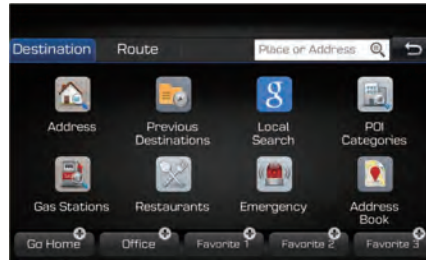 Destination Route Place or Address
Address Previous Destinations Local Search POI Categories
Gas Stations Restaurants Emergency Address Book
Go Home Office Favorite 1 Favorite 2 Favorite 3